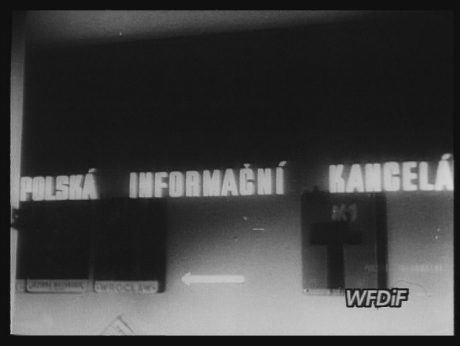 POLSKÁ INFORMAČNÍ KANCELÁ
WROCŁAW
WFDiF